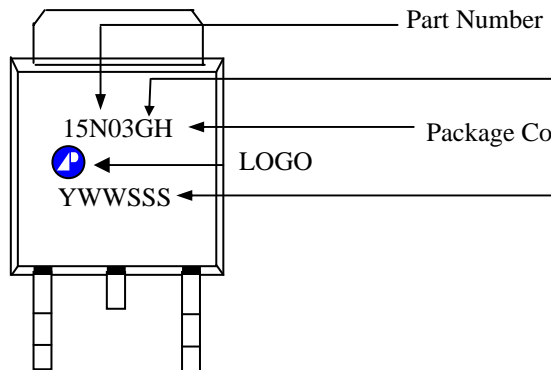 Part Number
15N03GH
Package Co
LOGO
YWWSSS